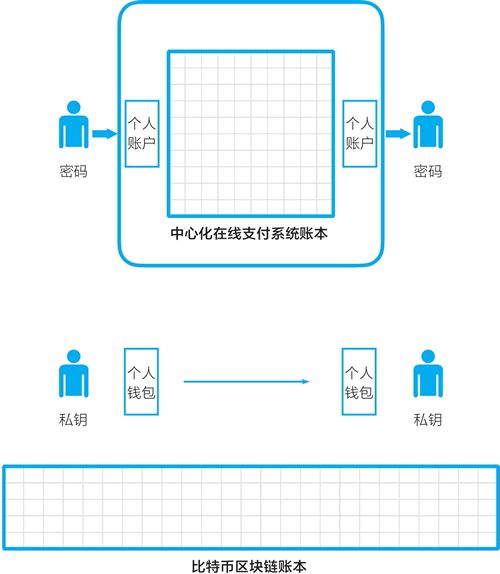 个人
账户
个人
账户
密码
密码
中心化在线支付系统账本
个人
钱包
个人
钱包
私钥
私钥
比特币区块链账本